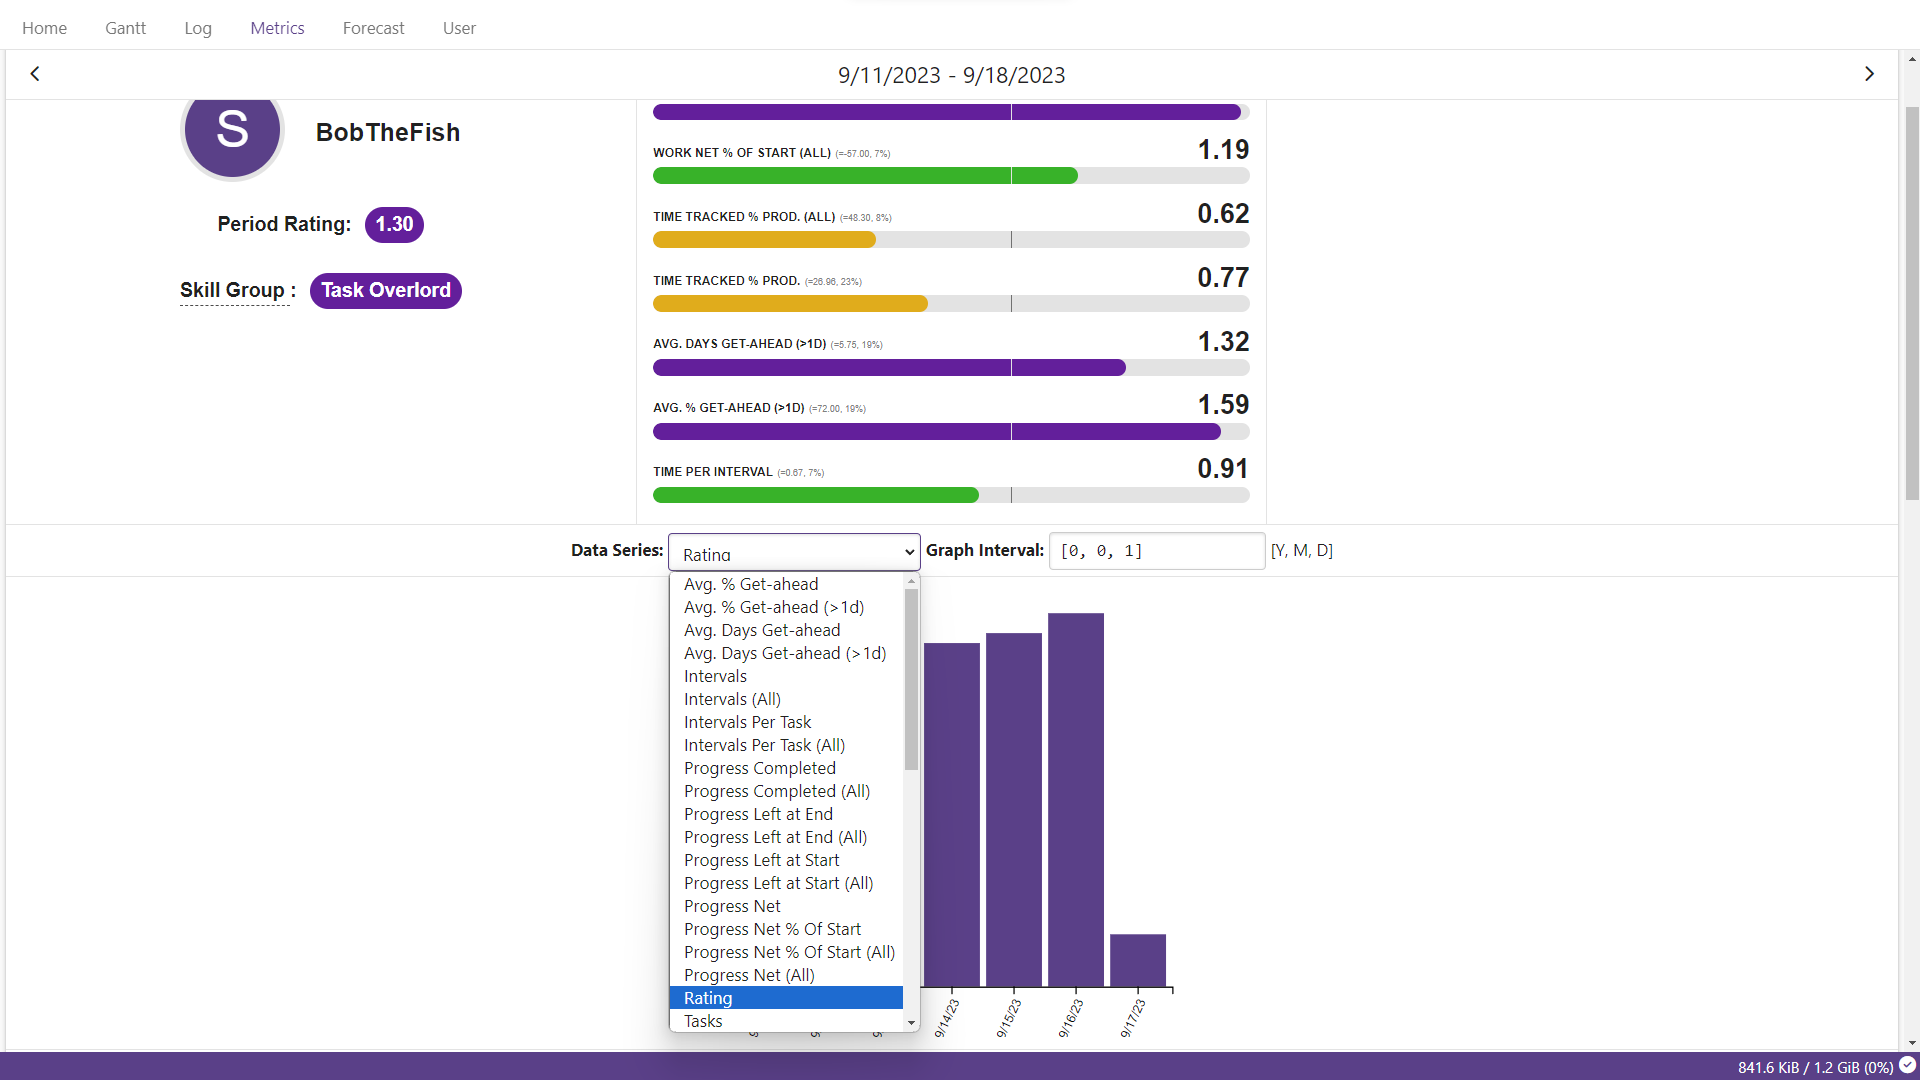 Home Gantt Log Metrics Forecast User
9/11/2023 - 9/18/2023
S
BobTheFish
Period Rating: 1.30
Skill Group : Task Overlord
WORK NET % OF START (ALL) (=-57.00, 7%) 1.19
TIME TRACKED % PROD. (ALL) (=48.30, 8%) 0.62
TIME TRACKED % PROD. (=26.96, 23%) 0.77
AVG. DAYS GET-AHEAD (>1D) (=5.75, 19%) 1.32
AVG. % GET-AHEAD (>1D) (=72.00, 19%) 1.59
TIME PER INTERVAL (=0.67, 7%) 0.91
Data Series: Rating Graph Interval: [0, 0, 1] [Y, M, D]
Avg. % Get-ahead
Avg. % Get-ahead (>1d)
Avg. Days Get-ahead
Avg. Days Get-ahead (>1d)
Intervals
Intervals (All)
Intervals Per Task
Intervals Per Task (All)
Progress Completed
Progress Completed (All)
Progress Left at End
Progress Left at End (All)
Progress Left at Start
Progress Left at Start (All)
Progress Net
Progress Net % Of Start
Progress Net % Of Start (All)
Progress Net (All)
Rating
Tasks
9/14/23 9/15/23 9/16/23 9/17/23
841.6 KiB / 1.2 GiB (0%)